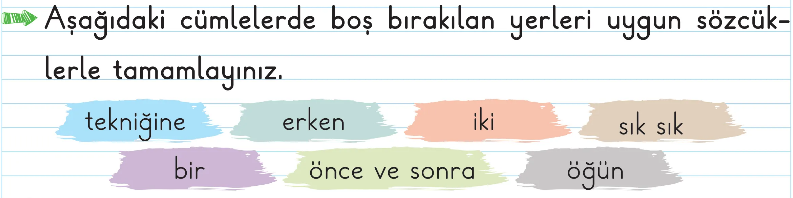 Aşağıdaki cümlelerde boş bırakılan yerleri uygun sözcük-
lerle tamamlayınız.
tekniğine erken iki sık sık
bir önce ve sonra öğün